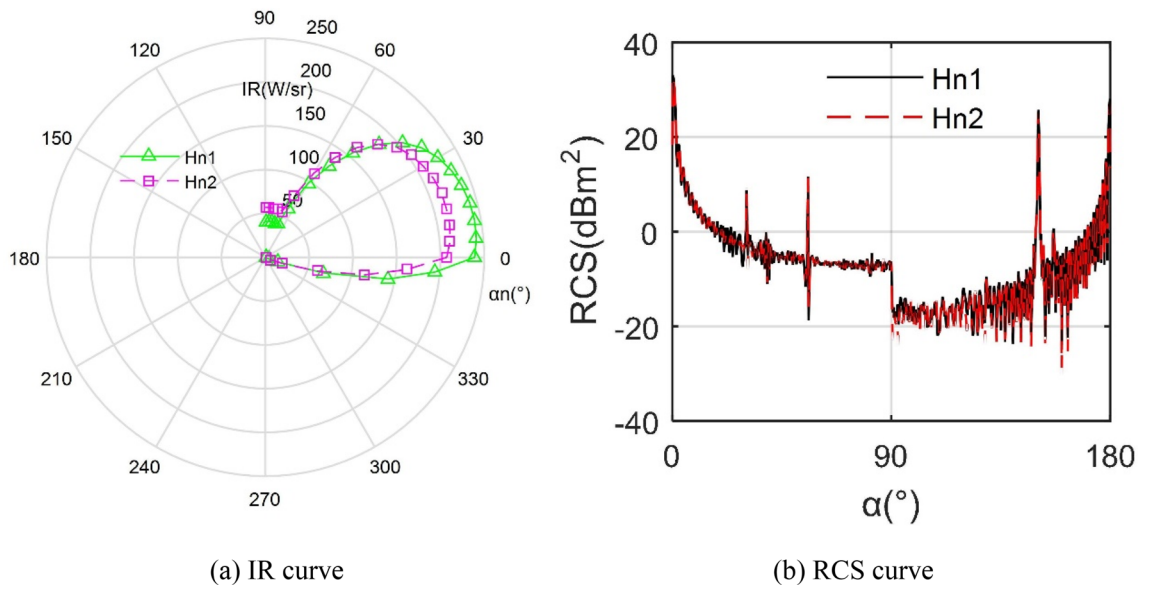 90
120
60
250
200
IR(W/sr)
150
150
30
100
50
Hn1
Hn2
180
0
αn(°)
210
330
240
300
270
(a) IR curve
40
20
0
-20
-40
RCS(dBm²)
Hn1
Hn2
0
90
180
α(°)
(b) RCS curve